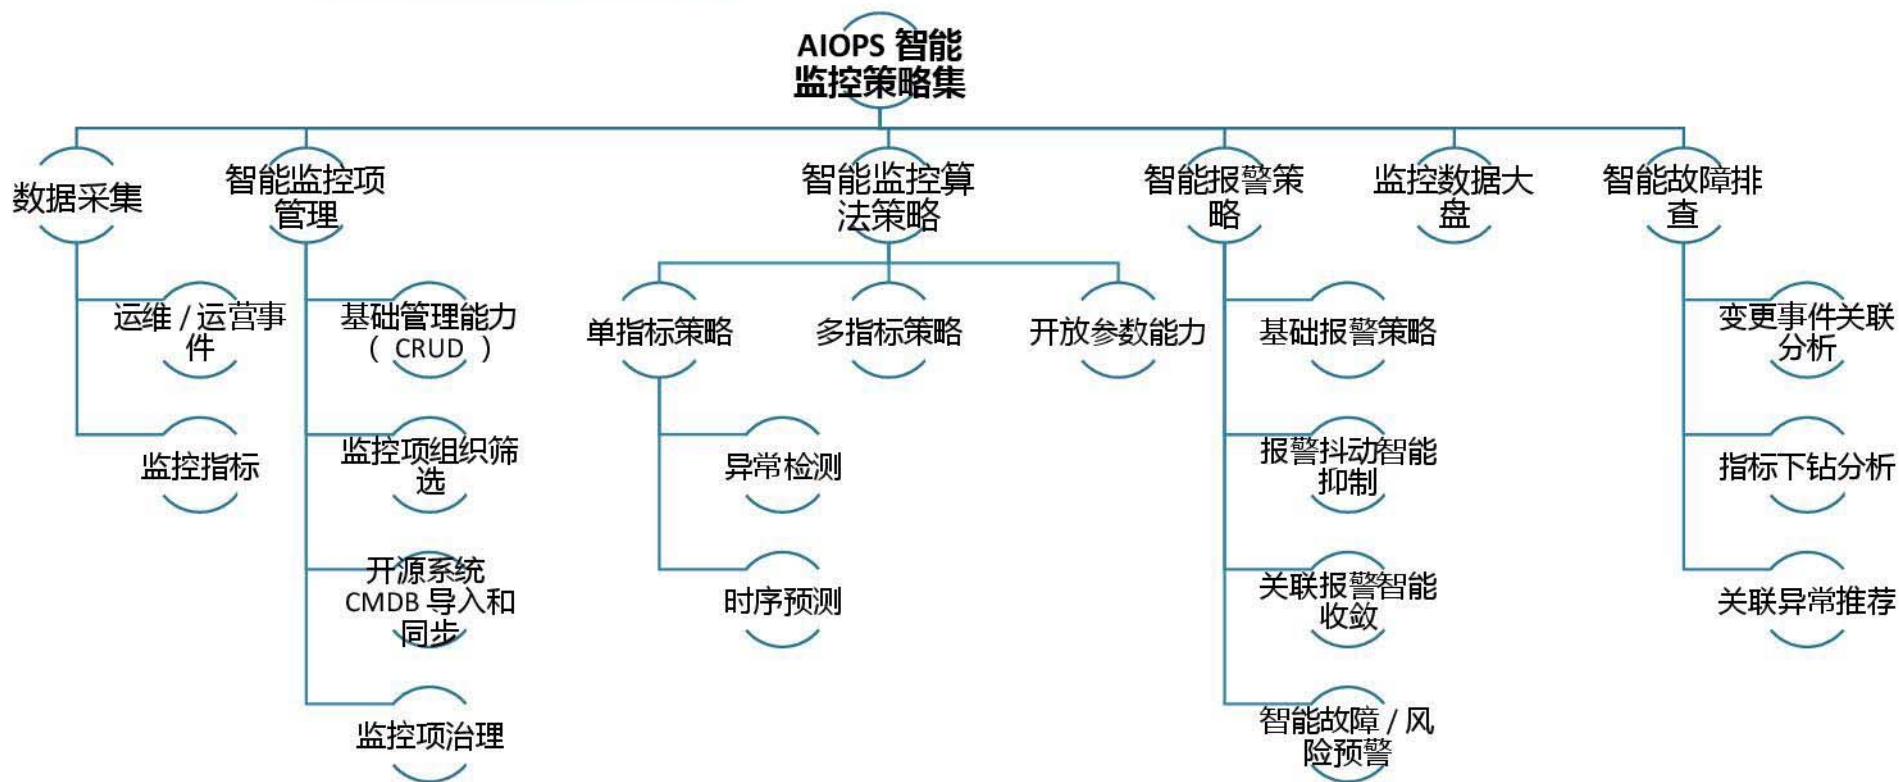 AIOPS 智能
监控策略集
数据采集
智能监控项
管理
智能监控算
法策略
智能报警策
略
监控数据大
盘
智能故障排
查
运维 / 运营事
件
基础管理能力
（ CRUD ）
单指标策略
多指标策略
开放参数能力
基础报警策略
变更事件关联
分析
监控指标
监控项组织筛
选
异常检测
报警抖动智能
抑制
指标下钻分析
开源系统
CMDB 导入和
同步
时序预测
关联报警智能
收敛
关联异常推荐
监控项治理
智能故障 / 风
险预警